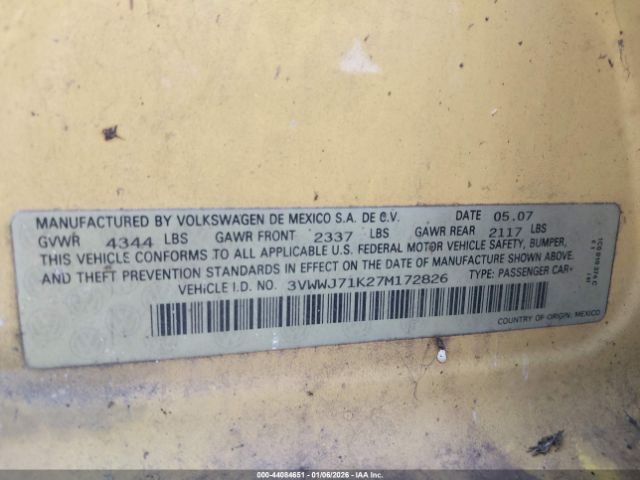 MANUFACTURED BY VOLKSWAGEN DE MEXICO S.A. DE C.V. DATE 05.07
GVWR 4344 LBS GAWR FRONT 2337 LBS GAWR REAR 2117 LBS
THIS VEHICLE CONFORMS TO ALL APPLICABLE U.S. FEDERAL MOTOR VEHICLE SAFETY, BUMPER,
AND THEFT PREVENTION STANDARDS IN EFFECT ON THE DATE OF MANUFACTURE SHOWN ABOVE.
VEHICLE I.D. NO. 3VWWJ71K27M172826 TYPE: PASSENGER CAR
COUNTRY OF ORIGIN: MEXICO
000-44084651 - 01/06/2026 - IAA Holdings, LLC